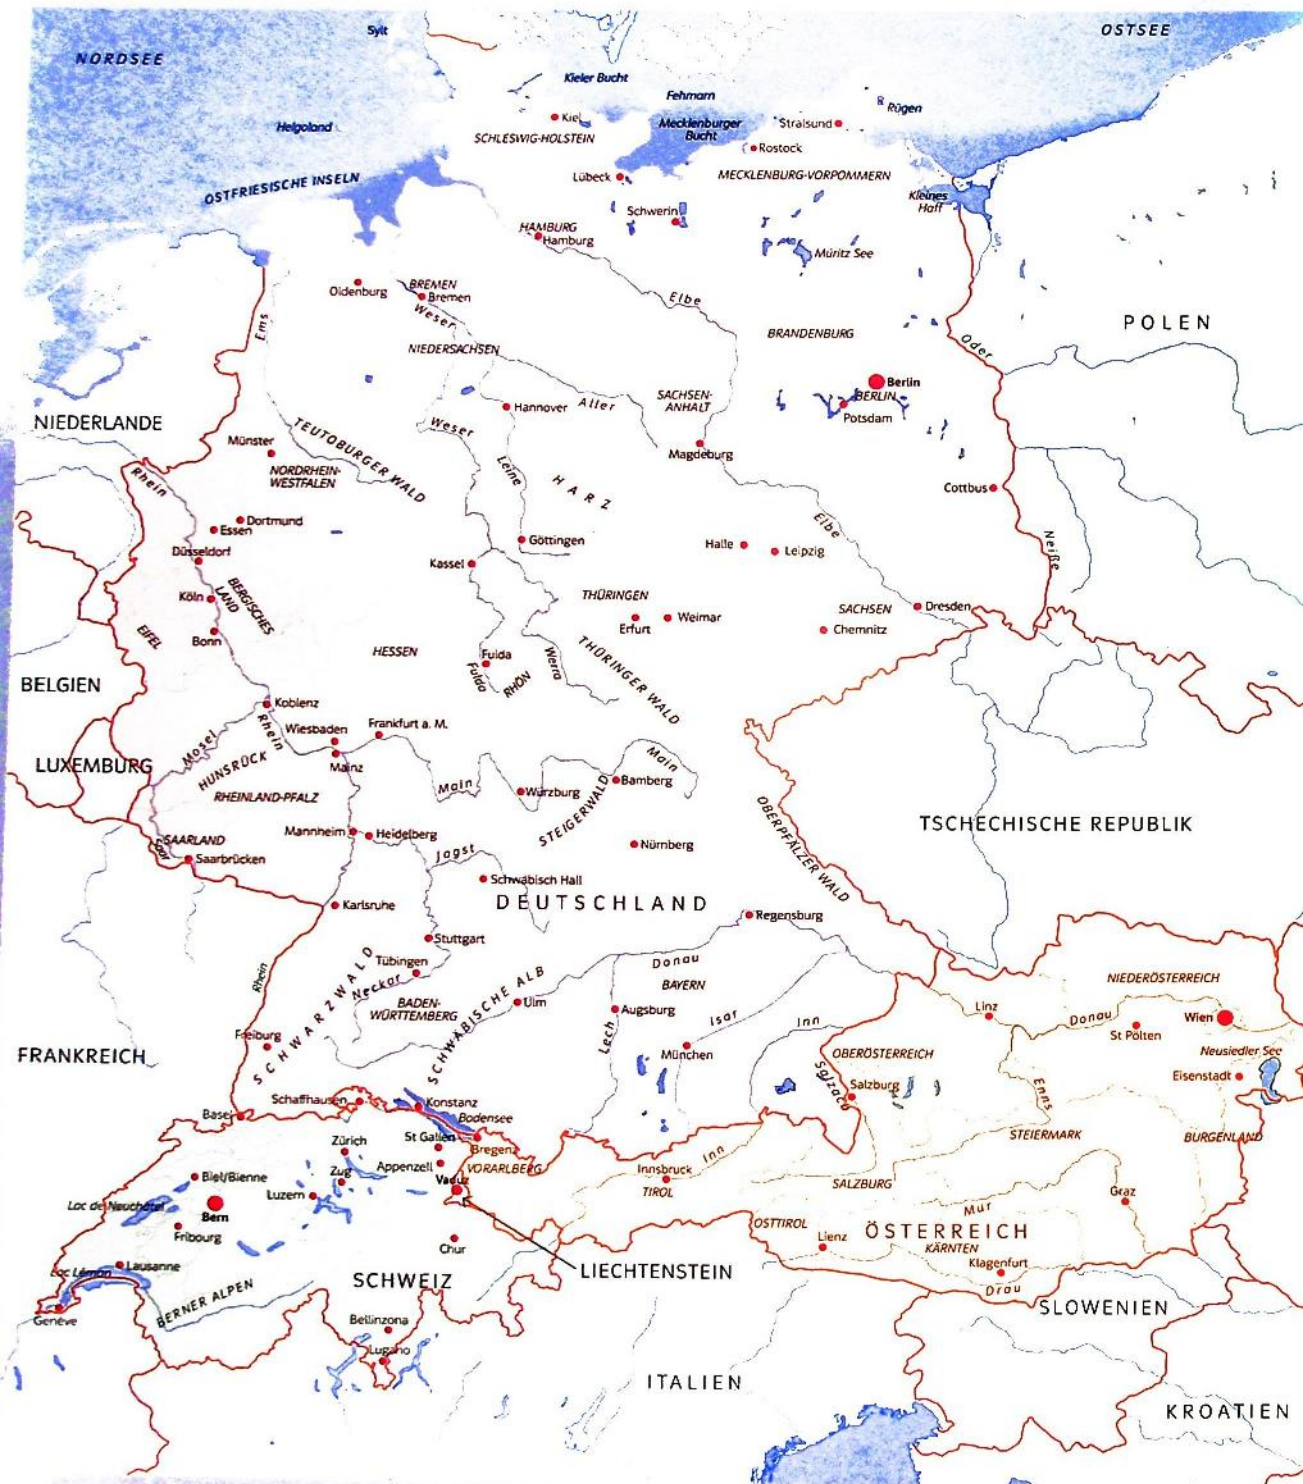 Sylt
OSTSEE
NORDSEE
Kieler Bucht
Fehmarn
Rügen
Kiel
Mecklenburger
Bucht
Stralsund
Helgoland
SCHLESWIG-HOLSTEIN
Rostock
OSTFRIESISCHE INSELN
Lübeck
MECKLENBURG-VORPOMMERN
Kleines
Haff
Schwerin
HAMBURG
Hamburg
Müritz See
Oldenburg
BREMEN
Bremen
Weser
Elbe
Ems
POLEN
BRANDENBURG
NIEDERSACHSEN
Oder
Berlin
BERLIN
Potsdam
SACHSEN-
ANHALT
Hannover
Aller
NIEDERLANDE
Weser
Münster
TEUTOBURGER WALD
Magdeburg
NORDRHEIN-
WESTFALEN
Rhein
Leine
HARZ
Cottbus
Dortmund
Essen
Elbe
Göttingen
Halle
Leipzig
Neiße
Düsseldorf
Kassel
Köln
BERGISCHES
LAND
THÜRINGEN
SACHSEN
Dresden
Erfurt
Weimar
Chemnitz
EIFEL
Bonn
HESSEN
Fulda
Fulda
RHÖN
Werra
THÜRINGER WALD
BELGIEN
Koblenz
Rhein
Wiesbaden
Frankfurt a. M.
Mosel
LUXEMBURG
HUNSRÜCK
Mainz
Main
Main
Bamberg
Würzburg
RHEINLAND-PFALZ
STEIGERWALD
OBERPFÄLZER WALD
TSCHECHISCHE REPUBLIK
Mannheim
Heidelberg
SAARLAND
Saar
Saarbrücken
Jagst
Nürnberg
Schwäbisch Hall
DEUTSCHLAND
Karlsruhe
Regensburg
Stuttgart
Tübingen
Neckar
Donau
Rhein
SCHWARZWALD
BADEN-
WÜRTTEMBERG
SCHWÄBISCHE ALB
Ulm
BAYERN
NIEDERÖSTERREICH
Augsburg
Lech
Isar
Inn
Linz
Donau
Wien
St Pölten
FRANKREICH
Freiburg
München
OBERÖSTERREICH
Neusiedler See
Eisenstadt
Salzach
Salzburg
Enns
Schaffhausen
Konstanz
Bodensee
Basel
Zürich
St Gallen
Bregenz
STEIERMARK
BURGENLAND
Inn
Biel/Bienne
Zug
Appenzell
VORARLBERG
Innsbruck
TIROL
SALZBURG
Luzern
Vaduz
Graz
Lac de Neuchâtel
Bern
Mur
Fribourg
OSTTIROL
ÖSTERREICH
Chur
Lienz
KÄRNTEN
Lac Léman
Lausanne
Klagenfurt
LIECHTENSTEIN
SCHWEIZ
BERNER ALPEN
Drau
SLOWENIEN
Genève
Bellinzona
Lugano
ITALIEN
KROATIEN